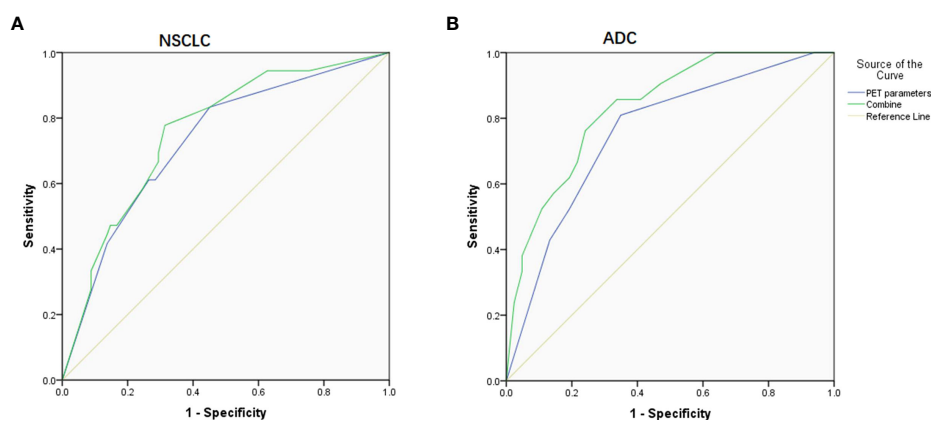 A
NSCLC
1.0
0.8
0.6
0.4
0.2
0.0
Sensitivity
0.0 0.2 0.4 0.6 0.8 1.0
1 - Specificity
B
ADC
1.0
0.8
0.6
0.4
0.2
0.0
Sensitivity
0.0 0.2 0.4 0.6 0.8 1.0
1 - Specificity
Source of the
Curve
PET parameters
Combine
Reference Line